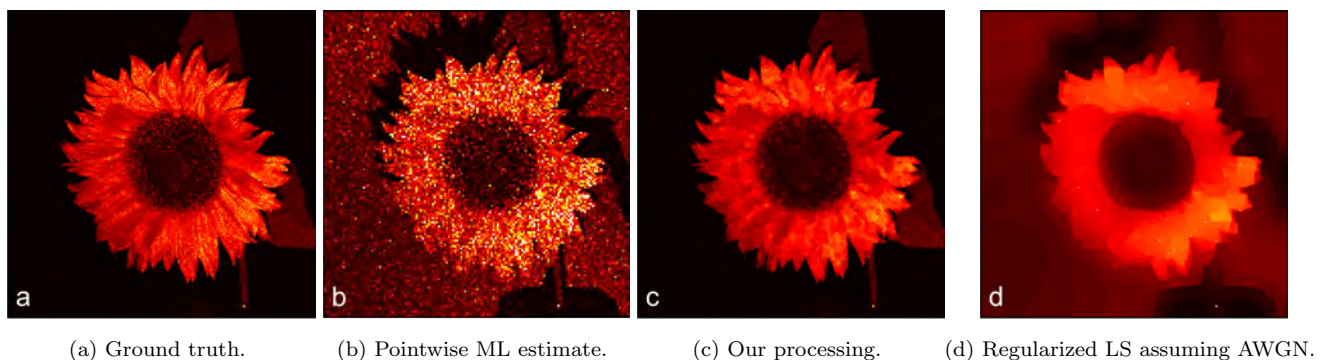 a
b
c
d
(a) Ground truth.
(b) Pointwise ML estimate.
(c) Our processing.
(d) Regularized LS assuming AWGN.